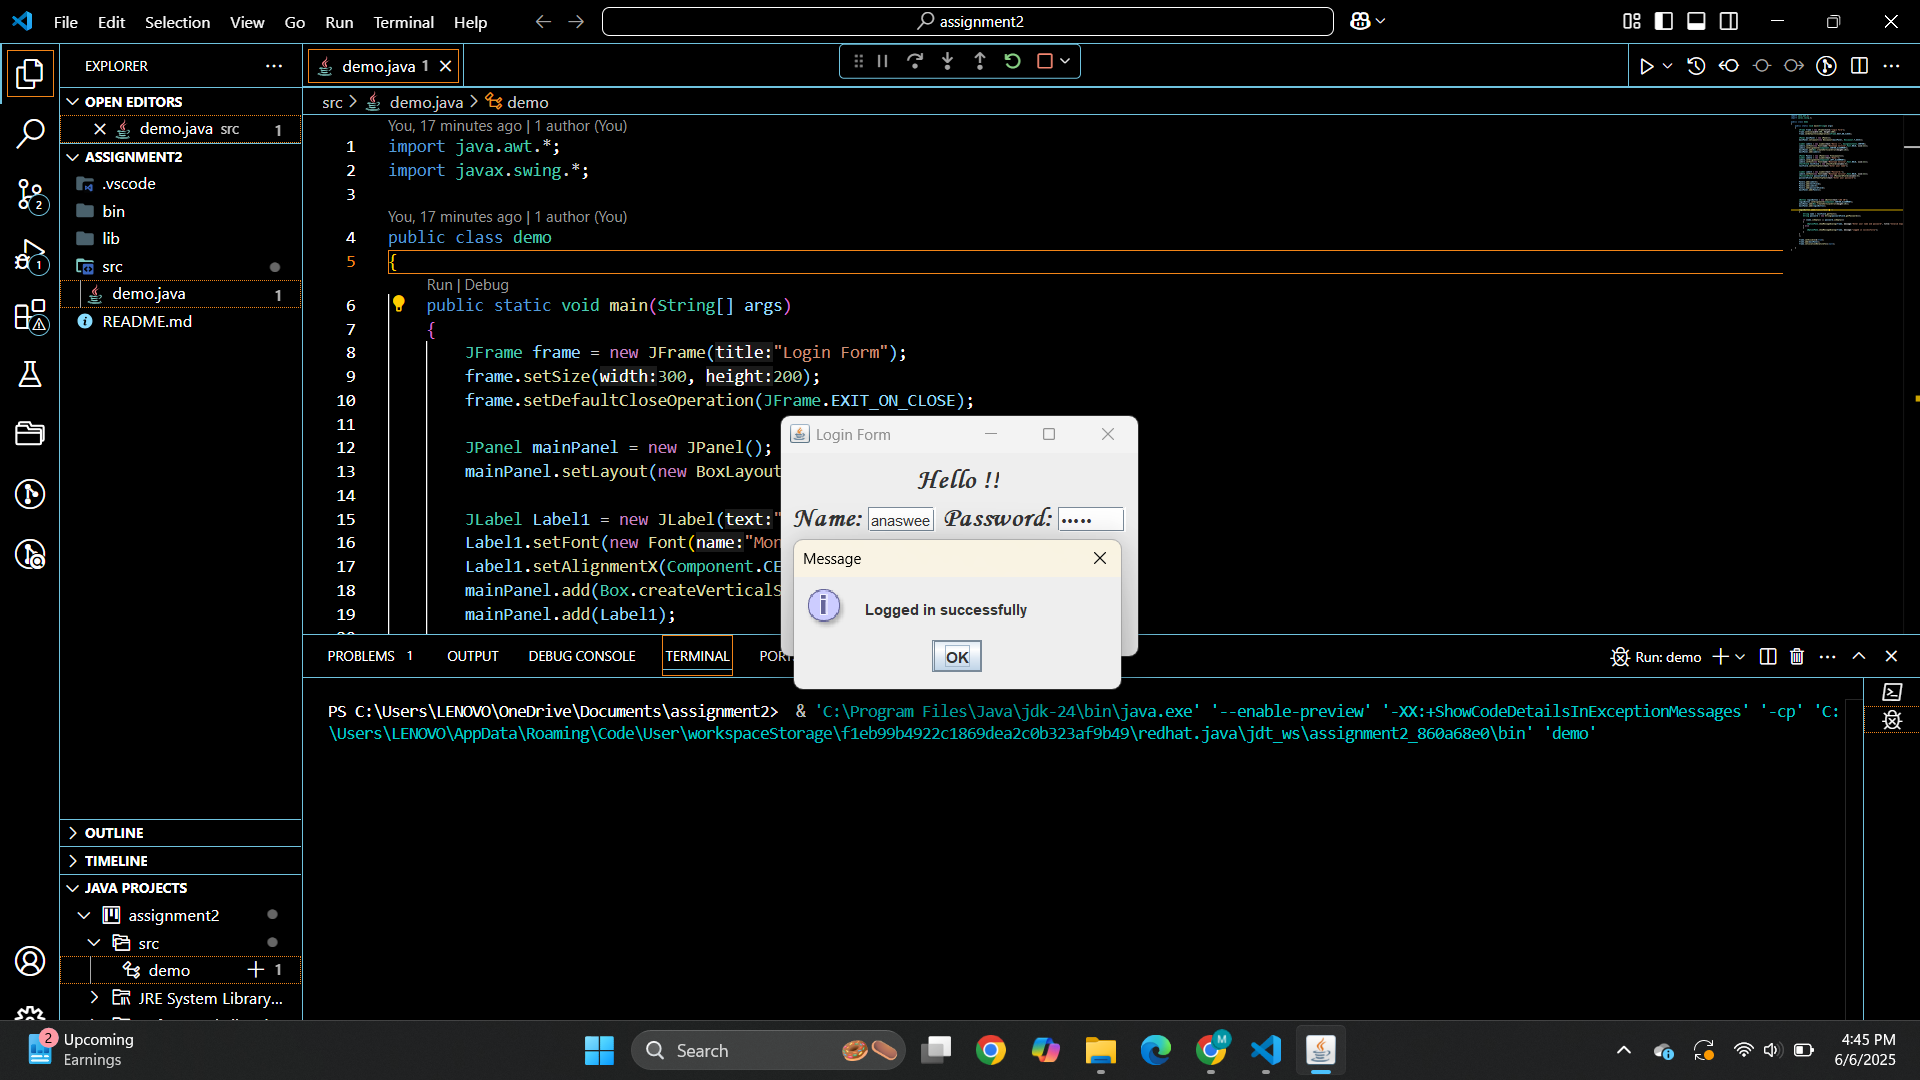 File Edit Selection View Go Run Terminal Help
assignment2
EXPLORER
OPEN EDITORS
demo.java src 1
ASSIGNMENT2
.vscode
bin
lib
src
demo.java 1
README.md
OUTLINE
TIMELINE
JAVA PROJECTS
assignment2
src
demo 1
JRE System Library...
2
1
demo.java 1
src > demo.java > demo
You, 17 minutes ago | 1 author (You)
1 import java.awt.*;
2 import javax.swing.*;
3
You, 17 minutes ago | 1 author (You)
4 public class demo
5 {
Run | Debug
6 public static void main(String[] args)
7 {
8 JFrame frame = new JFrame(title:"Login Form");
9 frame.setSize(width:300, height:200);
10 frame.setDefaultCloseOperation(JFrame.EXIT_ON_CLOSE);
11
12 JPanel mainPanel = new JPanel();
13 mainPanel.setLayout(new BoxLayout
14
15 JLabel Label1 = new JLabel(text:"
16 Label1.setFont(new Font(name:"Mon
17 Label1.setAlignmentX(Component.CE
18 mainPanel.add(Box.createVerticalS
19 mainPanel.add(Label1);
Login Form
Hello !!
Name: anaswee Password: •••••
Message
Logged in successfully
OK
PROBLEMS 1 OUTPUT DEBUG CONSOLE TERMINAL PORT
Run: demo
PS C:\Users\LENOVO\OneDrive\Documents\assignment2> & 'C:\Program Files\Java\jdk-24\bin\java.exe' '--enable-preview' '-XX:+ShowCodeDetailsInExceptionMessages' '-cp' 'C:
\Users\LENOVO\AppData\Roaming\Code\User\workspaceStorage\f1eb99b4922c1869dea2c0b323af9b49\redhat.java\jdt_ws\assignment2_860a68e0\bin' 'demo'
2
Upcoming
Earnings
Search
M
4:45 PM
6/6/2025